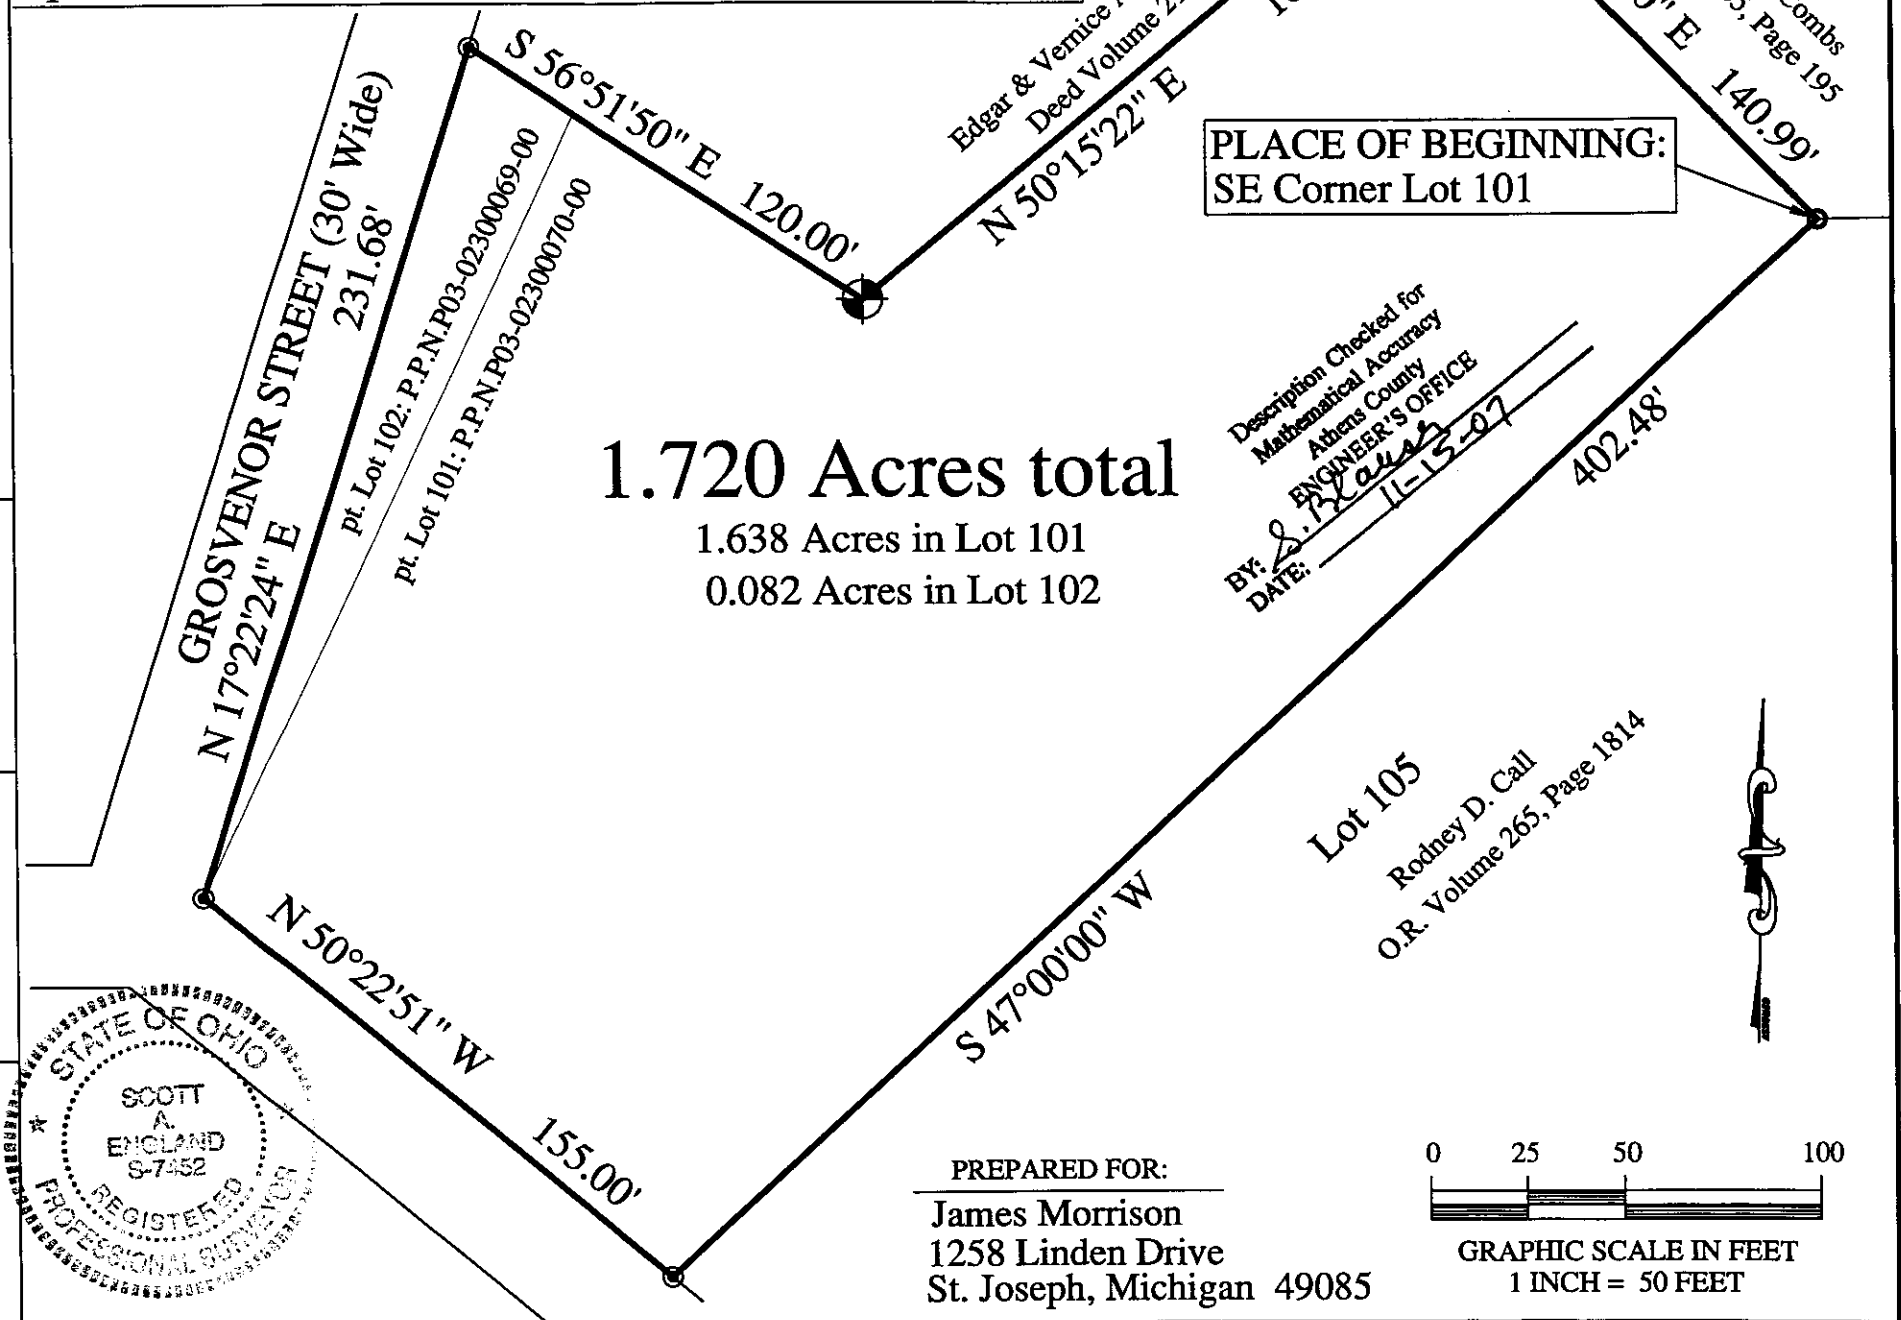 Edgar & Vernice
Deed Volume
Combs
Page 195
" E 140.99'
S 56°51'50" E 120.00'
N 50°15'22" E
PLACE OF BEGINNING:
SE Corner Lot 101
GROSVENOR STREET (30' Wide)
N 17°22'24" E 231.68'
pt. Lot 102: P.P.N.P03-02300069-00
pt. Lot 101: P.P.N.P03-02300070-00
1.720 Acres total
1.638 Acres in Lot 101
0.082 Acres in Lot 102
Description Checked for
Mathematical Accuracy
Athens County
ENGINEER'S OFFICE
BY:
DATE: 11-15-07
S 47°00'00" W 402.48'
Lot 105
Rodney D. Call
O.R. Volume 265, Page 1814
N 50°22'51" W 155.00'
STATE OF OHIO
SCOTT
A.
ENGLAND
S-7452
REGISTERED
PROFESSIONAL SURVEYOR
PREPARED FOR:
James Morrison
1258 Linden Drive
St. Joseph, Michigan 49085
0 25 50 100
GRAPHIC SCALE IN FEET
1 INCH = 50 FEET